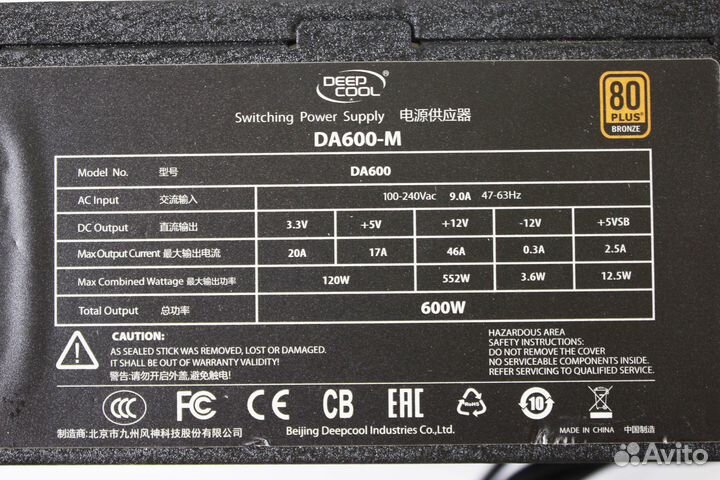 DEEP COOL®
80 PLUS® BRONZE
Switching Power Supply 电源供应器
DA600-M
Model No. 型号 DA600
AC Input 交流输入 100-240Vac 9.0A 47-63Hz
DC Output 直流输出 3.3V +5V +12V -12V +5VSB
Max Output Current 最大输出电流 20A 17A 46A 0.3A 2.5A
Max Combined Wattage 最大输出功率 120W 552W 3.6W 12.5W
Total Output 总功率 600W
CAUTION:
AS SEALED STICK WAS REMOVED, LOST OR DAMAGED.
IT SHALL BE OUT OF WARRANTY VALIDITY!
警告:请勿开启外盖,避免触电!
HAZARDOUS AREA
SAFETY INSTRUCTIONS:
DO NOT REMOVE THE COVER
NO SERVICEABLE COMPONENTS INSIDE.
REFER SERVICING TO QUALIFIED SERVICE.
CCC FC CE CB EAC RoHS 10
制造商:北京市九州风神科技股份有限公司 Beijing Deepcool Industries Co.,Ltd. MADE IN CHINA 中国制造
Avito